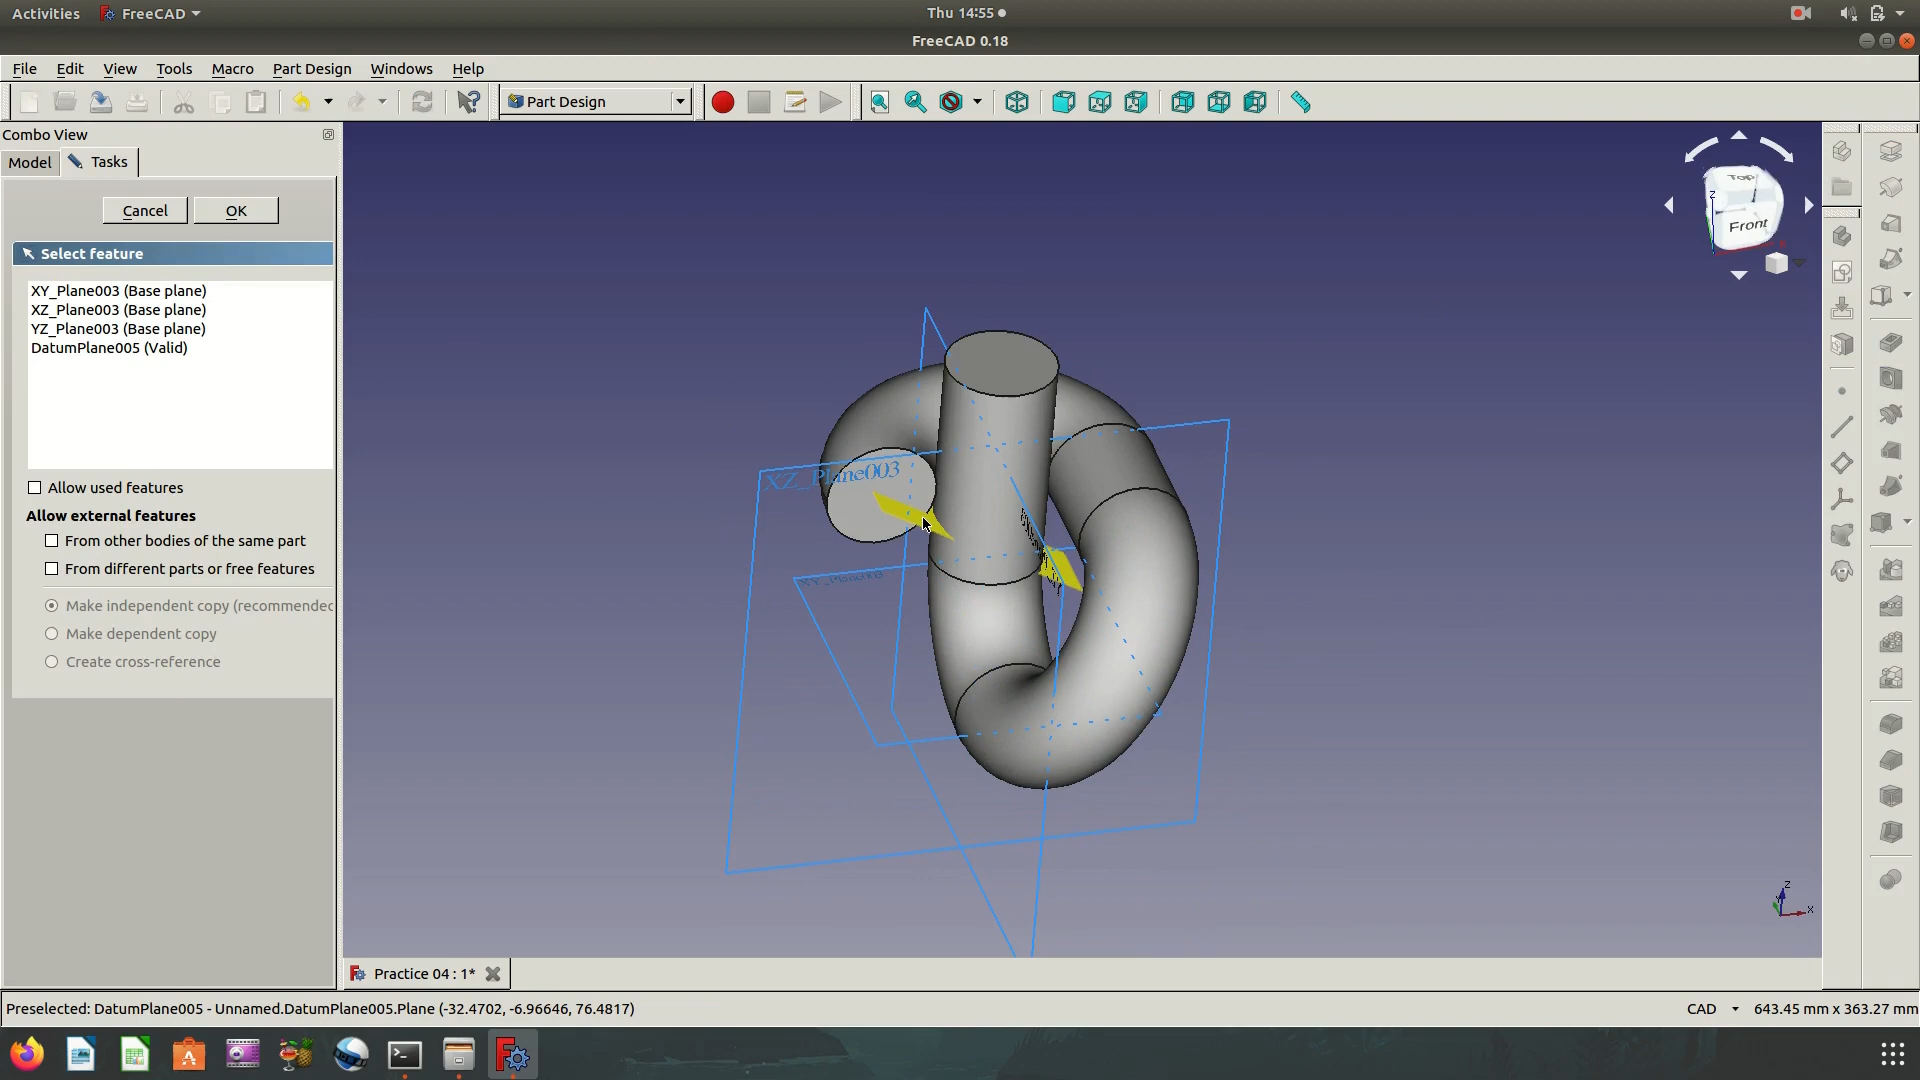 Activities FreeCAD Thu 14:55
FreeCAD 0.18
File Edit View Tools Macro Part Design Windows Help
Part Design
Combo View
Model Tasks
Cancel OK
Select feature
XY_Plane003 (Base plane)
XZ_Plane003 (Base plane)
YZ_Plane003 (Base plane)
DatumPlane005 (Valid)
Allow used features
Allow external features
From other bodies of the same part
From different parts or free features
Make independent copy (recommended
Make dependent copy
Create cross-reference
Top
Front
Z
XZ_Plane003
XY_Plane003
Z
X
Practice 04 : 1*
Preselected: DatumPlane005 - Unnamed.DatumPlane005.Plane (-32.4702, -6.96646, 76.4817) CAD 643.45 mm x 363.27 mm